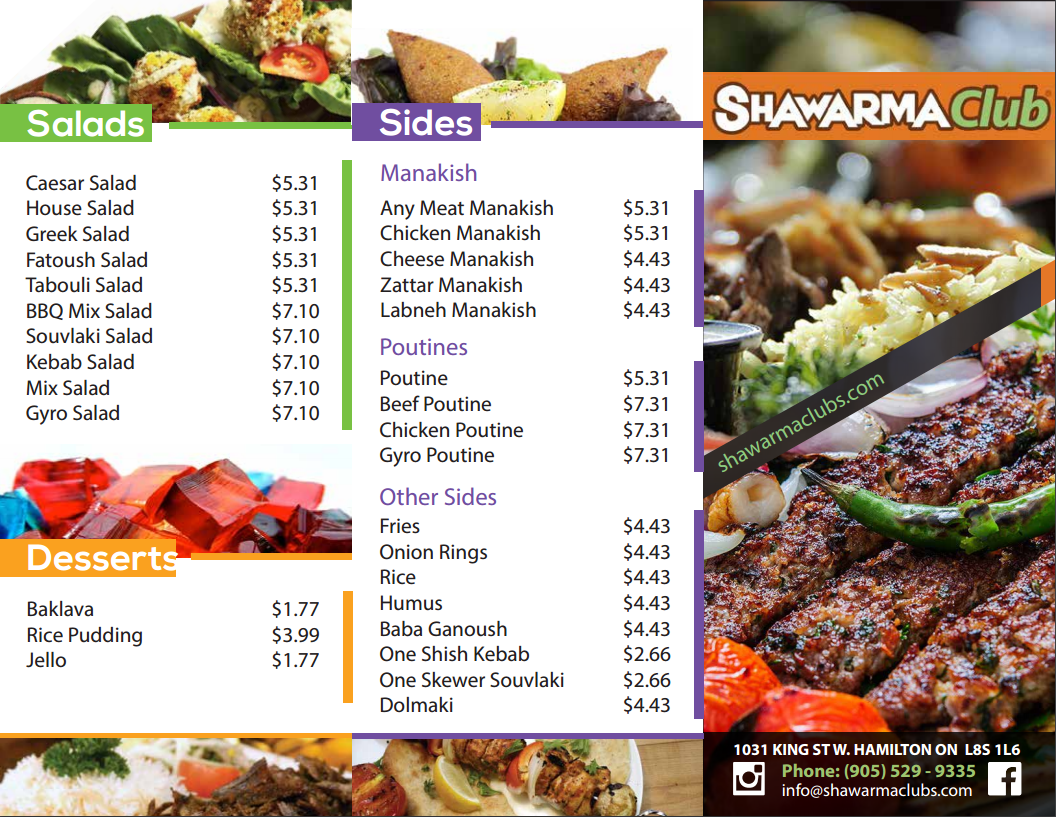 Salads
Caesar Salad $5.31
House Salad $5.31
Greek Salad $5.31
Fatoush Salad $5.31
Tabouli Salad $5.31
BBQ Mix Salad $7.10
Souvlaki Salad $7.10
Kebab Salad $7.10
Mix Salad $7.10
Gyro Salad $7.10
Desserts
Baklava $1.77
Rice Pudding $3.99
Jello $1.77
Sides
Manakish
Any Meat Manakish $5.31
Chicken Manakish $5.31
Cheese Manakish $4.43
Zattar Manakish $4.43
Labneh Manakish $4.43
Poutines
Poutine $5.31
Beef Poutine $7.31
Chicken Poutine $7.31
Gyro Poutine $7.31
Other Sides
Fries $4.43
Onion Rings $4.43
Rice $4.43
Humus $4.43
Baba Ganoush $4.43
One Shish Kebab $2.66
One Skewer Souvlaki $2.66
Dolmaki $4.43
SHAWARMA Club®
shawarmaclubs.com
1031 KING ST W. HAMILTON ON L8S 1L6
Phone: (905) 529 - 9335
info@shawarmaclubs.com